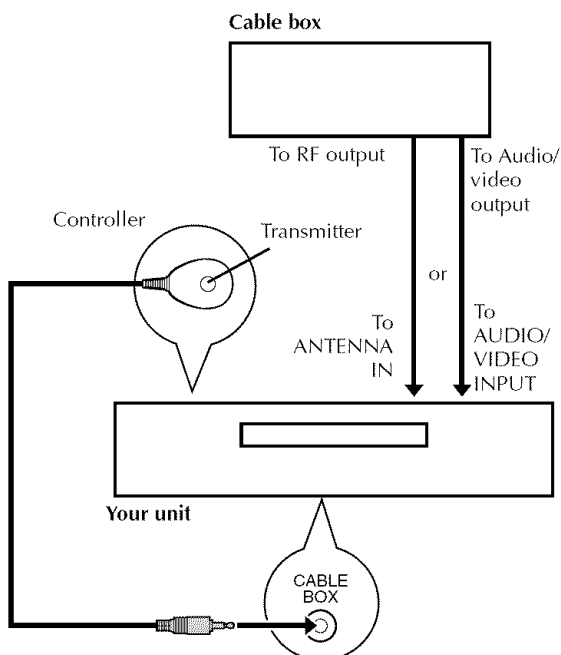 Cable box
To RF output
To Audio/
video
output
Controller
Transmitter
or
To
ANTENNA
IN
To
AUDIO/
VIDEO
INPUT
Your unit
CABLE
BOX